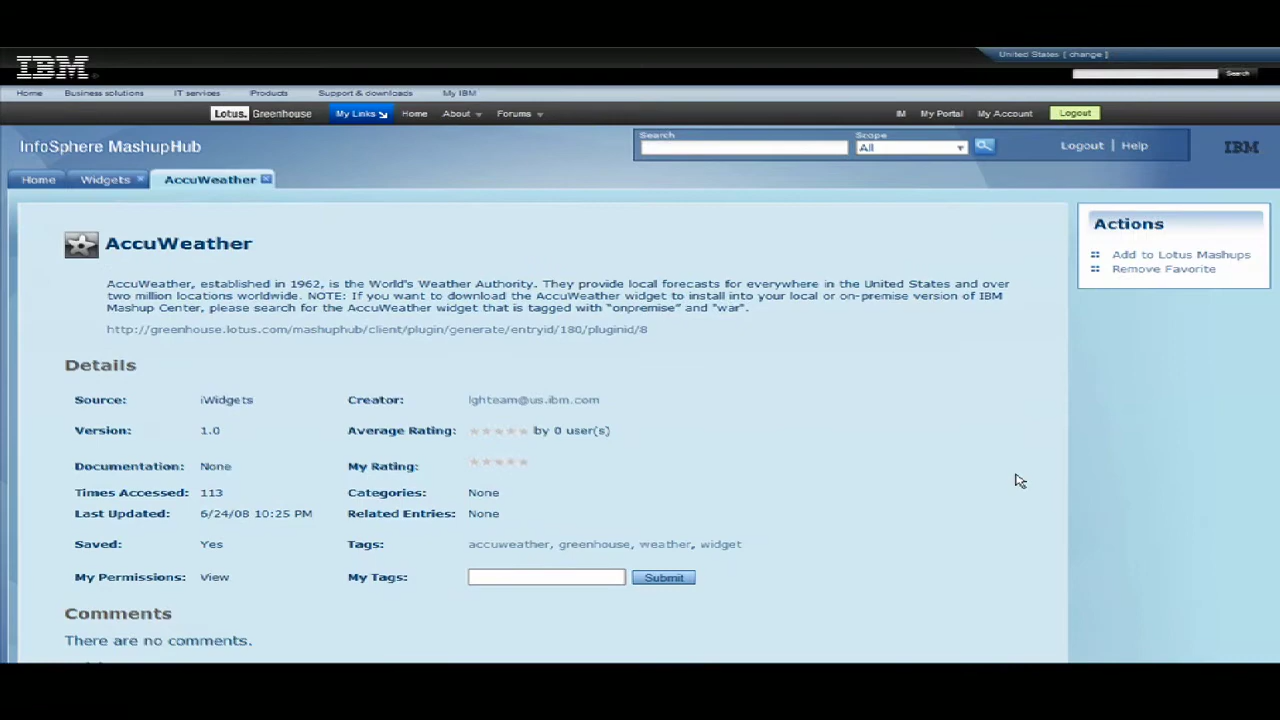 IBM
United States [ change ]
Search
Home Business solutions IT services Products Support & downloads My IBM
Lotus. Greenhouse My Links Home About Forums IM My Portal My Account Logout
InfoSphere MashupHub Search Scope All Logout | Help IBM
Home Widgets AccuWeather
AccuWeather
AccuWeather, established in 1962, is the World's Weather Authority. They provide local forecasts for everywhere in the United States and over
two million locations worldwide. NOTE: If you want to download the AccuWeather widget to install into your local or on-premise version of IBM
Mashup Center, please search for the AccuWeather widget that is tagged with "onpremise" and "war".
http://greenhouse.lotus.com/mashuphub/client/plugin/generate/entryid/180/pluginid/8
Details
Source: iWidgets Creator: lghteam@us.ibm.com
Version: 1.0 Average Rating: by 0 user(s)
Documentation: None My Rating:
Times Accessed: 113 Categories: None
Last Updated: 6/24/08 10:25 PM Related Entries: None
Saved: Yes Tags: accuweather, greenhouse, weather, widget
My Permissions: View My Tags: Submit
Comments
There are no comments.
Actions
Add to Lotus Mashups
Remove Favorite